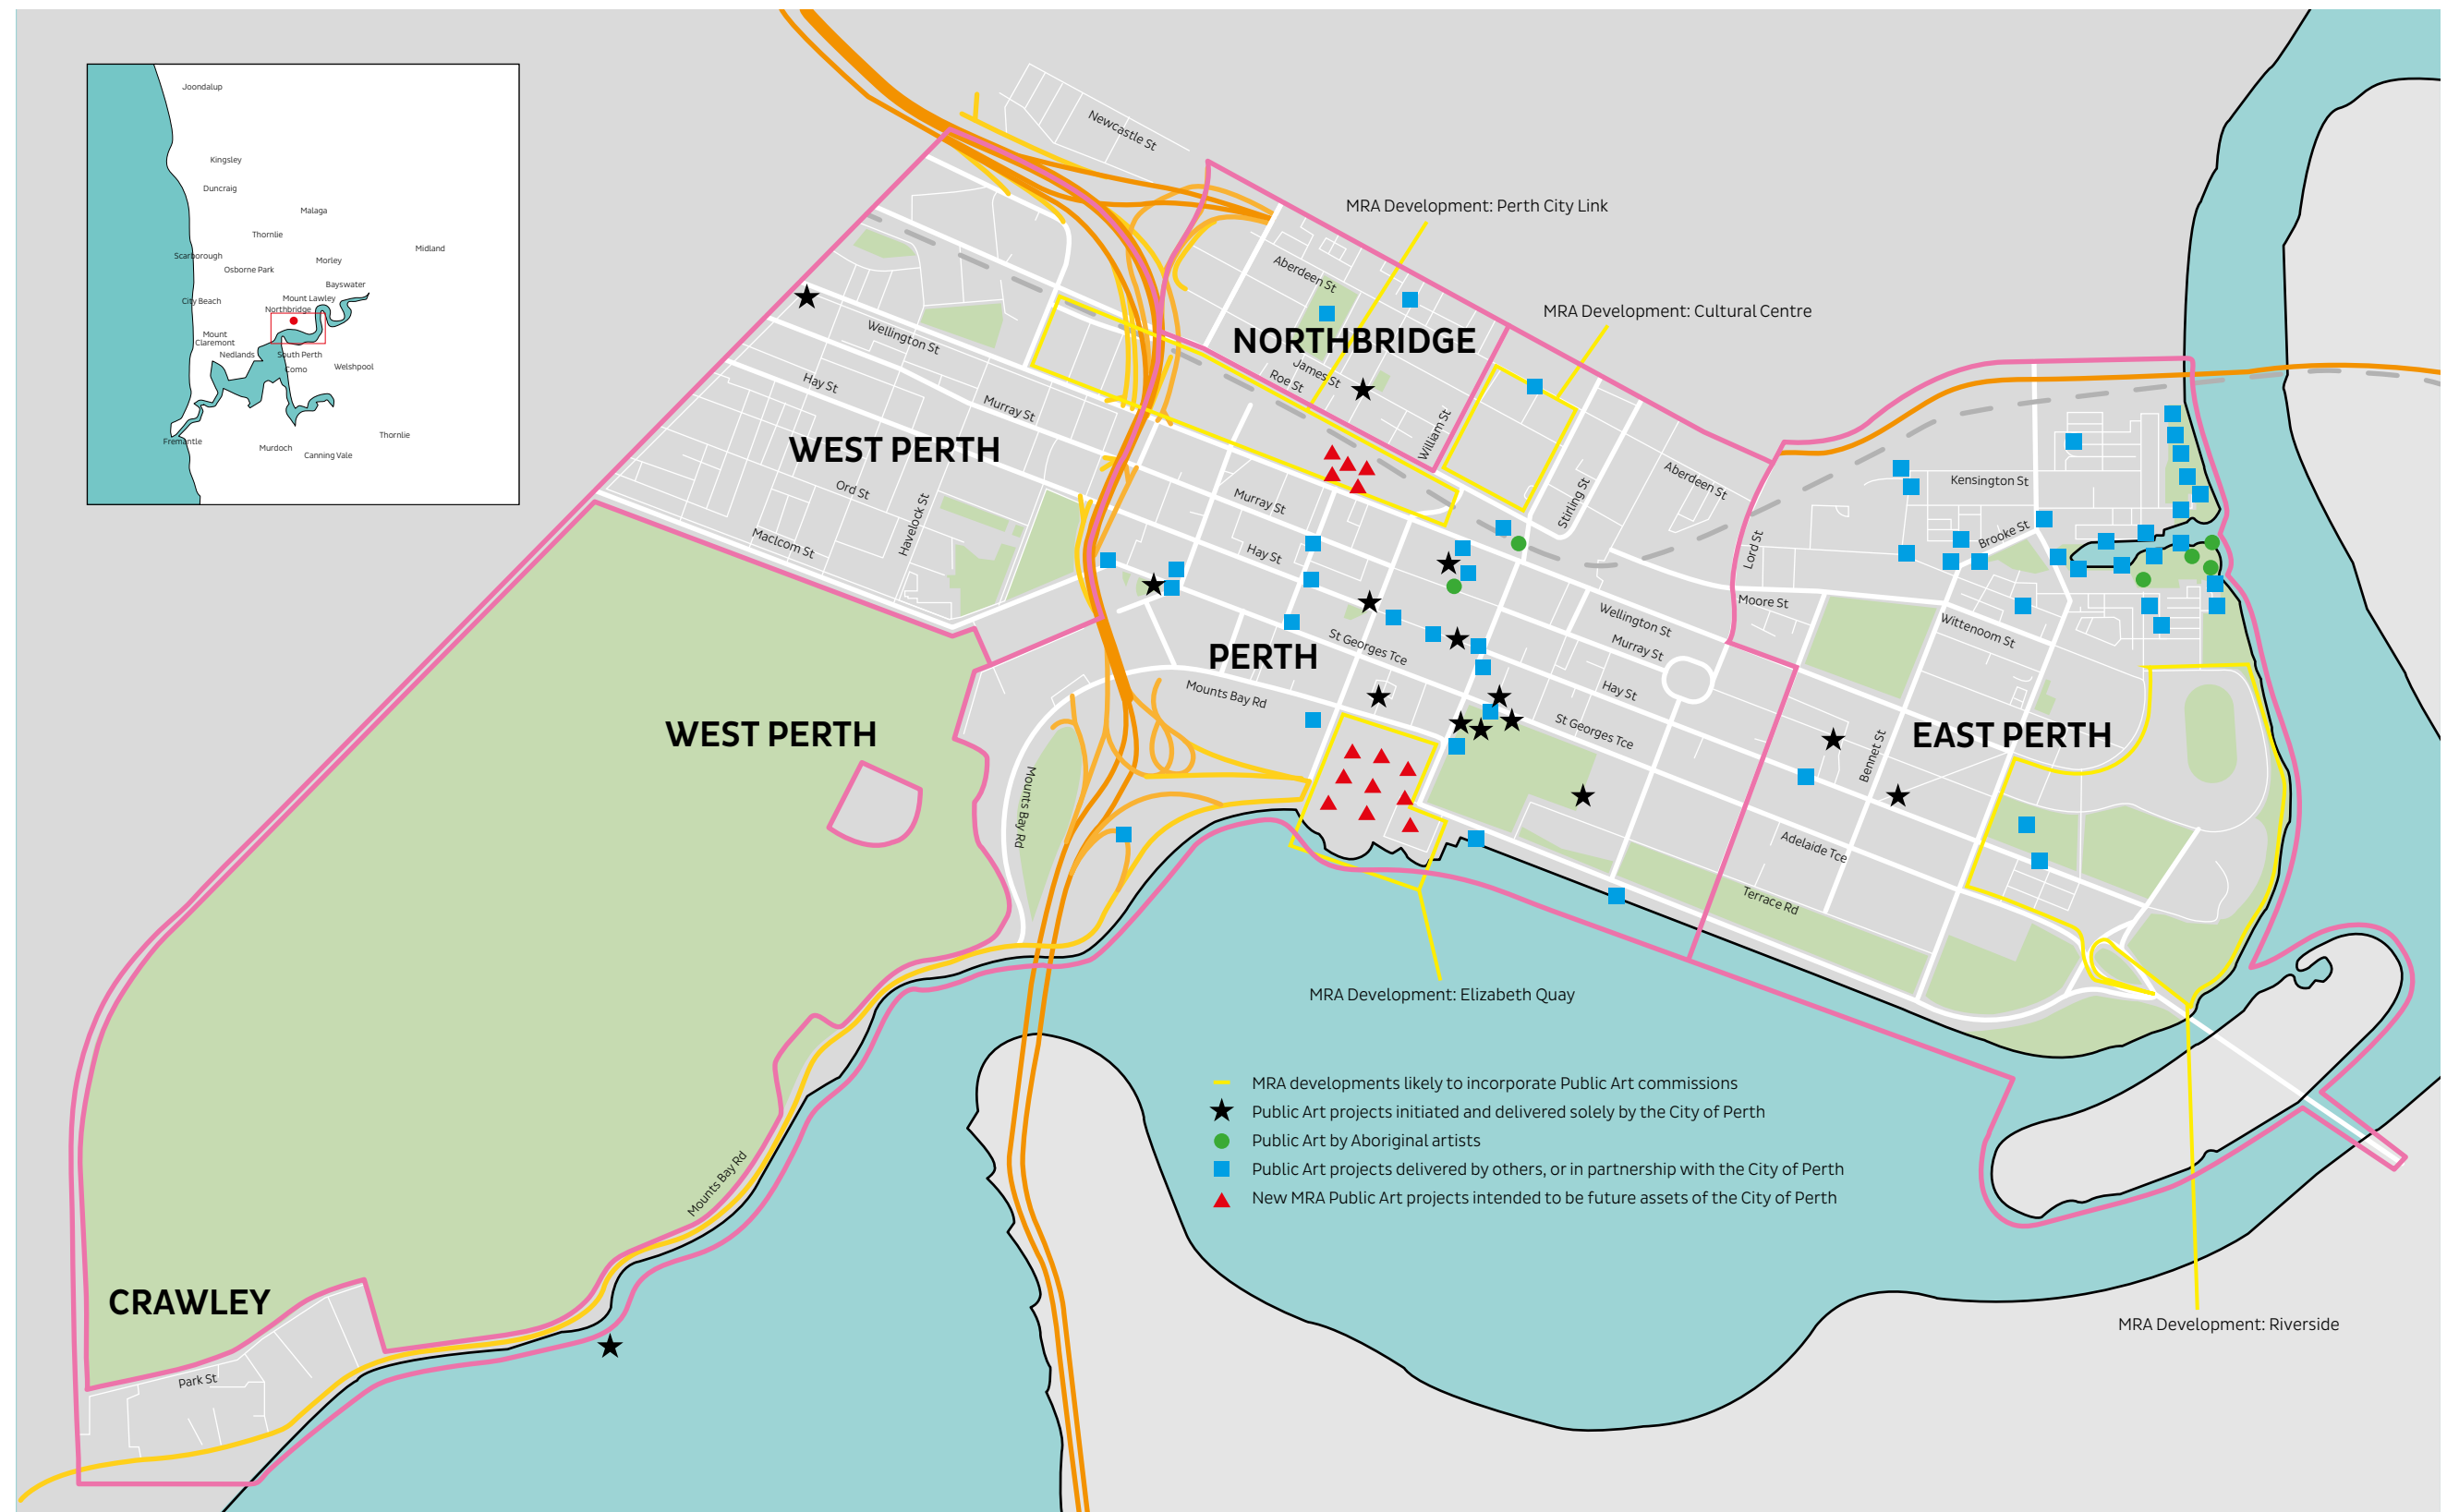 Joondalup
Kingsley
Duncraig
Malaga
Thornlie
Midland
Scarborough
Morley
Osborne Park
Bayswater
City Beach
Mount Lawley
Northbridge
Mount
Claremont
Nedlands
South Perth
Como
Welshpool
Fremantle
Murdoch
Canning Vale
Thornlie
Newcastle St
MRA Development: Perth City Link
MRA Development: Cultural Centre
Aberdeen St
NORTHBRIDGE
James St
Roe St
William St
Stirling St
Aberdeen St
Lord St
Wellington St
Hay St
Murray St
WEST PERTH
Ord St
Havelock St
Maclcom St
Murray St
Hay St
Kensington St
Brooke St
Moore St
Wittenoom St
Wellington St
Murray St
PERTH
St Georges Tce
Mounts Bay Rd
Hay St
St Georges Tce
WEST PERTH
EAST PERTH
Bennet St
Mounts Bay Rd
Adelaide Tce
Terrace Rd
MRA Development: Elizabeth Quay
MRA developments likely to incorporate Public Art commissions
Public Art projects initiated and delivered solely by the City of Perth
Public Art by Aboriginal artists
Public Art projects delivered by others, or in partnership with the City of Perth
New MRA Public Art projects intended to be future assets of the City of Perth
Mounts Bay Rd
CRAWLEY
Park St
MRA Development: Riverside